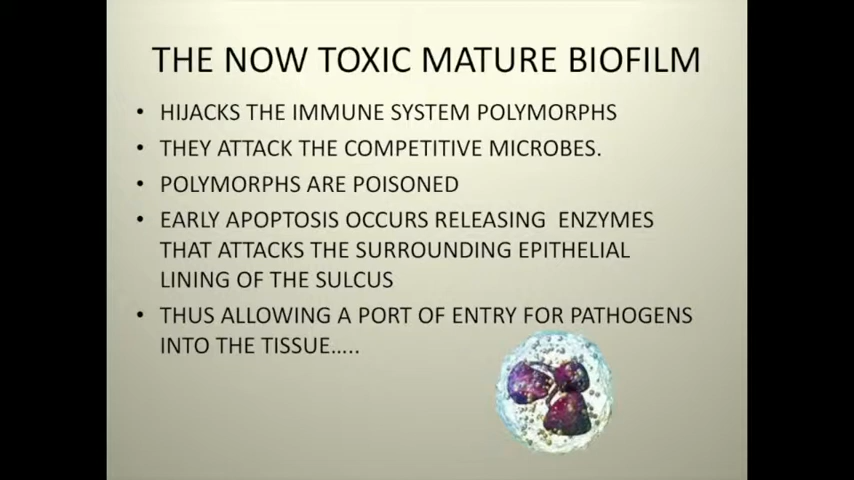 THE NOW TOXIC MATURE BIOFILM
• HIJACKS THE IMMUNE SYSTEM POLYMORPHS
• THEY ATTACK THE COMPETITIVE MICROBES.
• POLYMORPHS ARE POISONED
• EARLY APOPTOSIS OCCURS RELEASING  ENZYMES
THAT ATTACKS THE SURROUNDING EPITHELIAL
LINING OF THE SULCUS
• THUS ALLOWING A PORT OF ENTRY FOR PATHOGENS
INTO THE TISSUE…..